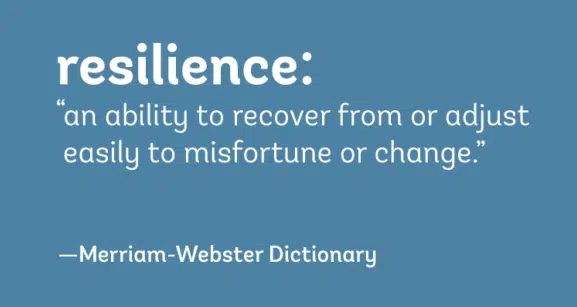 resilience:
“an ability to recover from or adjust
easily to misfortune or change.”
—Merriam-Webster Dictionary